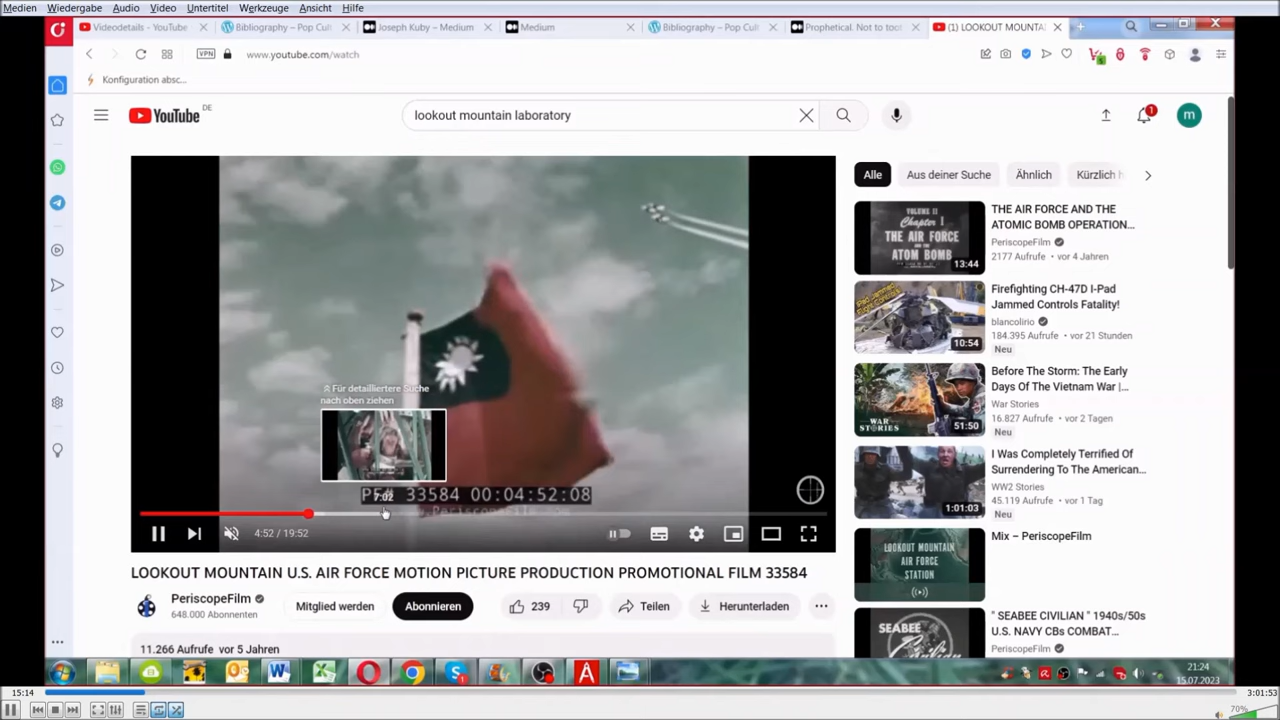 Medien Wiedergabe Audio Video Untertitel Werkzeuge Ansicht Hilfe
Videodetails - YouTube
Bibliography – Pop Cult
Joseph Kuby – Medium
Medium
Bibliography – Pop Cult
Prophetical. Not to toot
(1) LOOKOUT MOUNTAI
VPN
www.youtube.com/watch
Konfiguration absc...
YouTube DE
lookout mountain laboratory
1
m
Alle Aus deiner Suche Ähnlich Kürzlich h
VOLUME II
Chapter I
THE AIR FORCE
and the
ATOM BOMB
13:44
THE AIR FORCE AND THE
ATOMIC BOMB OPERATION...
PeriscopeFilm
2177 Aufrufe • vor 4 Jahren
10:54
Firefighting CH-47D I-Pad
Jammed Controls Fatality!
blancolirio
184.395 Aufrufe • vor 21 Stunden
Neu
WAR
STORIES
51:50
Before The Storm: The Early
Days Of The Vietnam War |...
War Stories
16.827 Aufrufe • vor 2 Tagen
Neu
1:01:03
I Was Completely Terrified Of
Surrendering To The American...
WW2 Stories
45.119 Aufrufe • vor 1 Tag
Neu
LOOKOUT MOUNTAIN
AIR FORCE
STATION
Mix – PeriscopeFilm
SEABEE
Civilian
" SEABEE CIVILIAN " 1940s/50s
U.S. NAVY CBs COMBAT...
PeriscopeFilm
Für detailliertere Suche
nach oben ziehen
7:02
PF# 33584 00:04:52:08
4:52 / 19:52
LOOKOUT MOUNTAIN U.S. AIR FORCE MOTION PICTURE PRODUCTION PROMOTIONAL FILM 33584
PeriscopeFilm
648.000 Abonnenten
Mitglied werden
Abonnieren
239
Teilen
Herunterladen
11.266 Aufrufe vor 5 Jahren
21:24
15.07.2023
15:14
3:01:53
70%